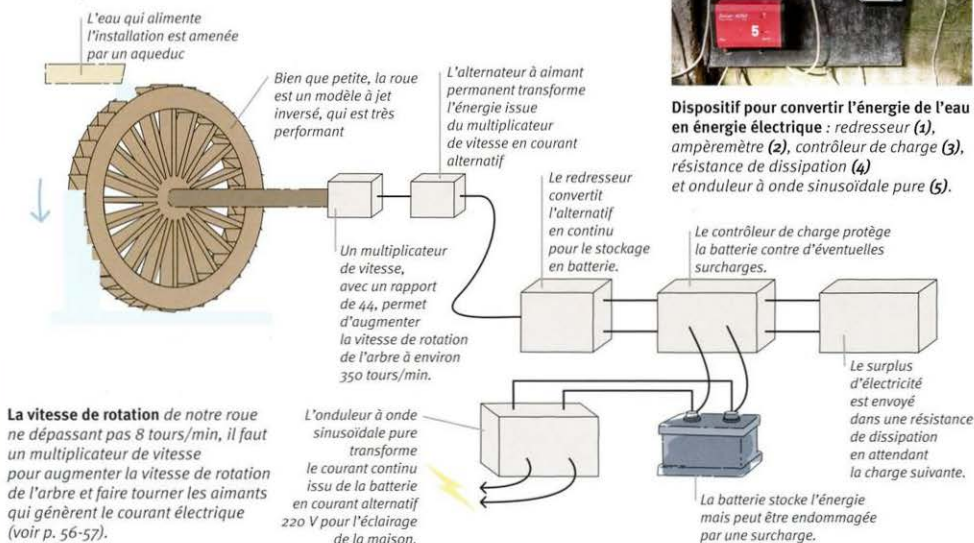 L'eau qui alimente
l'installation est amenée
par un aqueduc
Bien que petite, la roue
est un modèle à jet
inversé, qui est très
performant
L'alternateur à aimant
permanent transforme
l'énergie issue
du multiplicateur
de vitesse en courant
alternatif
5
Dispositif pour convertir l'énergie de l'eau
en énergie électrique : redresseur (1),
ampèremètre (2), contrôleur de charge (3),
résistance de dissipation (4)
et onduleur à onde sinusoïdale pure (5).
Un multiplicateur
de vitesse,
avec un rapport
de 44, permet
d'augmenter
la vitesse de rotation
de l'arbre à environ
350 tours/min.
Le redresseur
convertit
l'alternatif
en continu
pour le stockage
en batterie.
Le contrôleur de charge protège
la batterie contre d'éventuelles
surcharges.
Le surplus
d'électricité
est envoyé
dans une résistance
de dissipation
en attendant
la charge suivante.
La vitesse de rotation de notre roue
ne dépassant pas 8 tours/min, il faut
un multiplicateur de vitesse
pour augmenter la vitesse de rotation
de l'arbre et faire tourner les aimants
qui génèrent le courant électrique
(voir p. 56-57).
L'onduleur à onde
sinusoïdale pure
transforme
le courant continu
issu de la batterie
en courant alternatif
220 V pour l'éclairage
de la maison.
La batterie stocke l'énergie
mais peut être endommagée
par une surcharge.